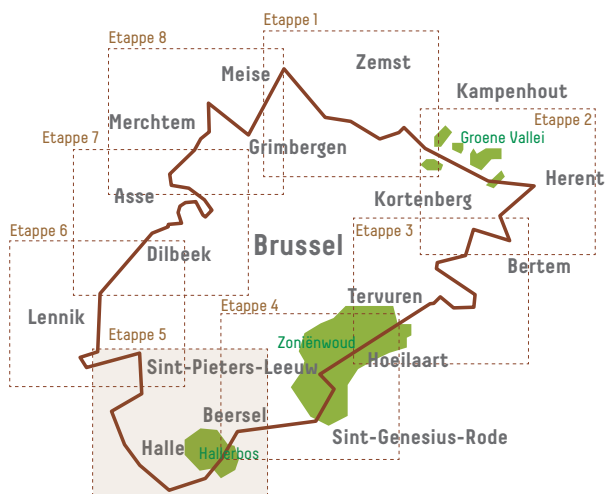 Etappe 1
Etappe 8
Zemst
Meise
Kampenhout
Etappe 2
Merchtem
Groene Vallei
Etappe 7
Grimbergen
Herent
Asse
Kortenberg
Etappe 6
Etappe 3
Dilbeek
Brussel
Bertem
Tervuren
Etappe 4
Lennik
Zoniënwoud
Etappe 5
Sint-Pieters-Leeuw
Hoeilaart
Beersel
Sint-Genesius-Rode
Halle
Hallerbos